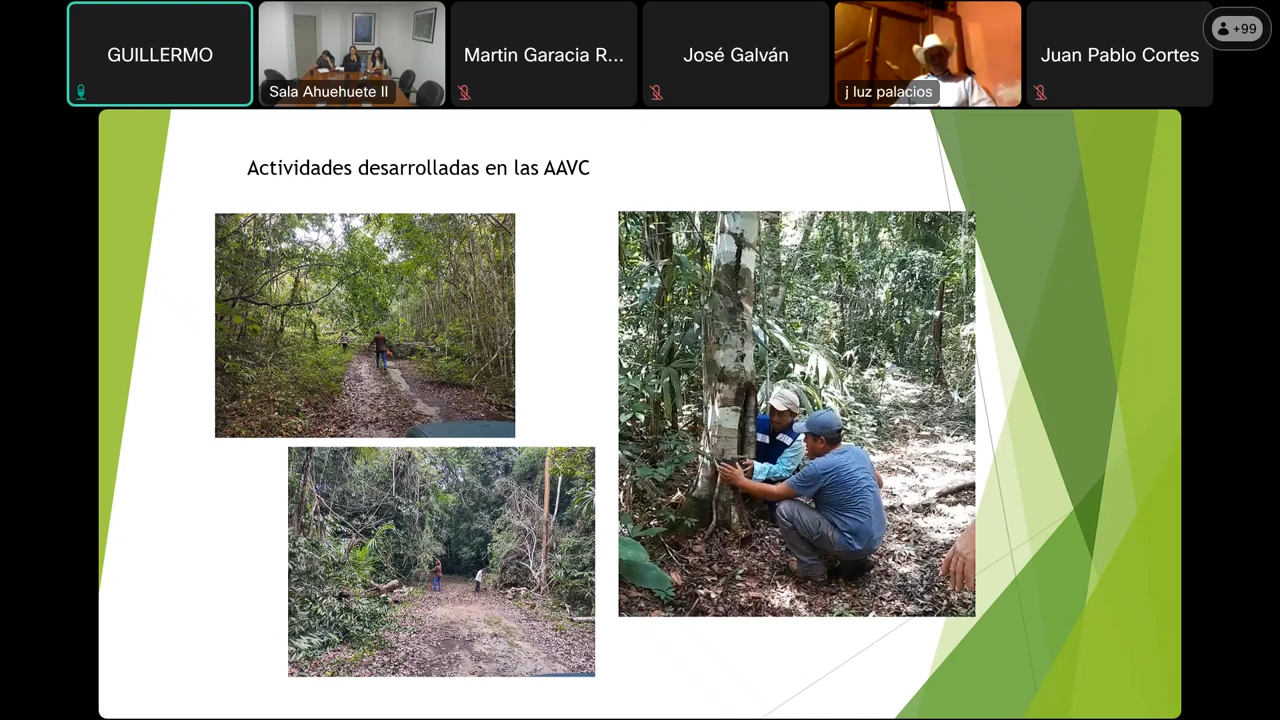 GUILLERMO
Sala Ahuehuete II
Martin Garacia R...
José Galván
j luz palacios
Juan Pablo Cortes
+99
Actividades desarrolladas en las AAVC